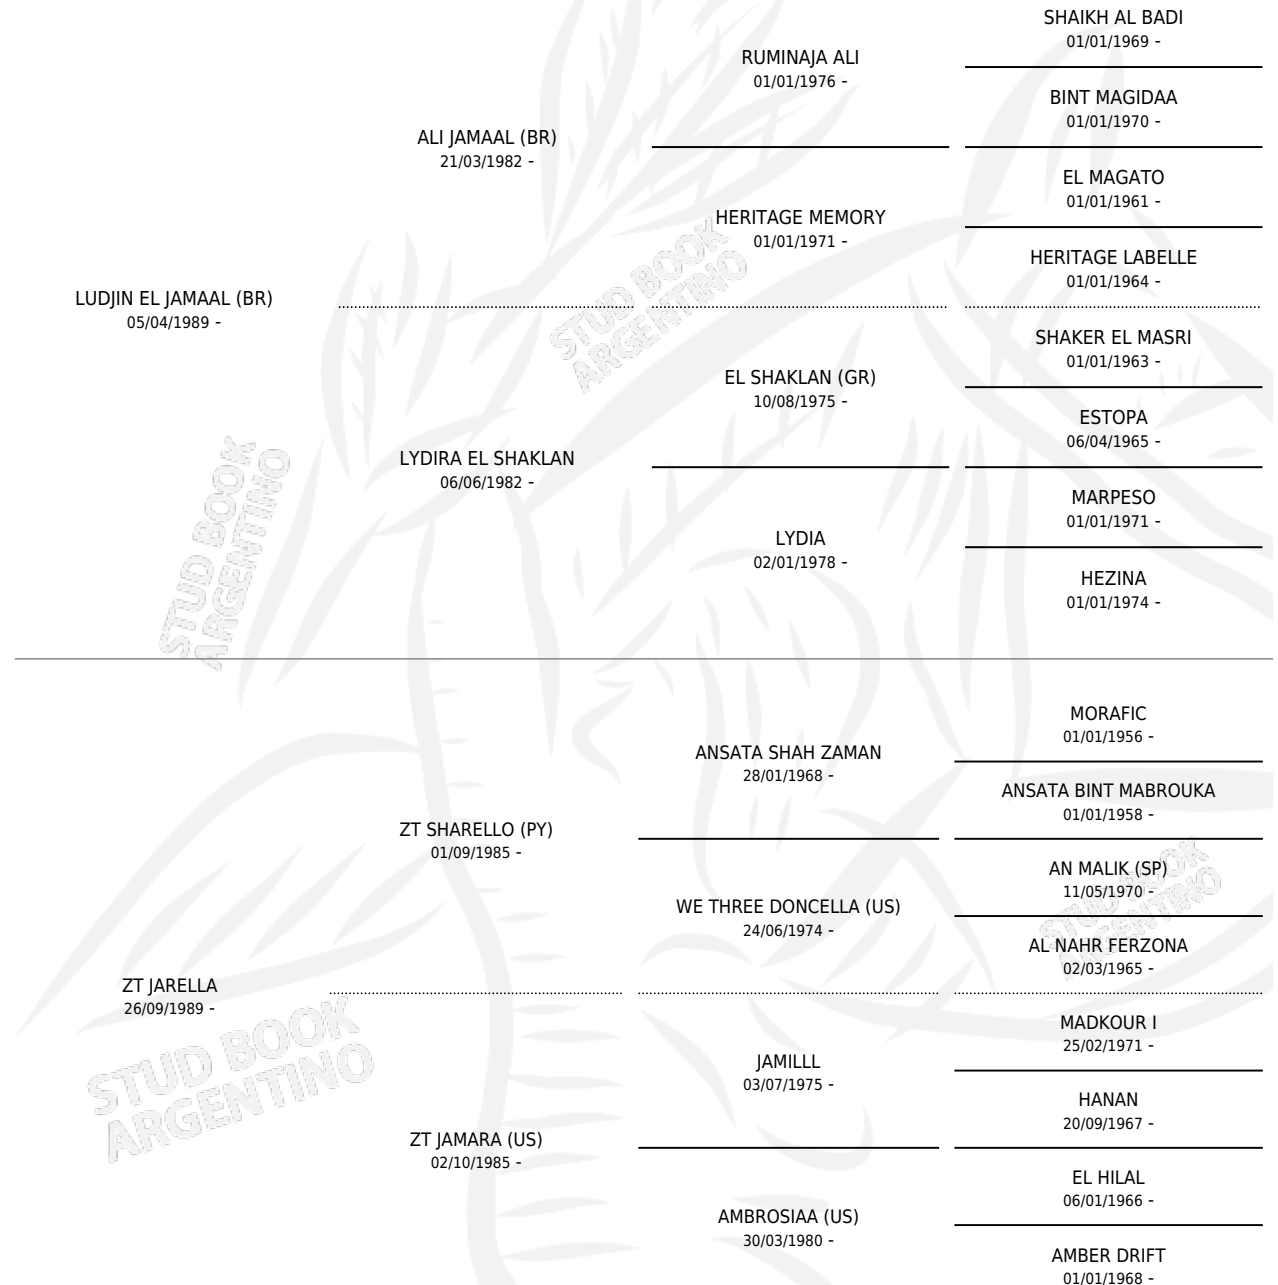 SHAIKH AL BADI
01/01/1969 -
RUMINAJA ALI
01/01/1976 -
BINT MAGIDAA
01/01/1970 -
ALI JAMAAL (BR)
21/03/1982 -
EL MAGATO
01/01/1961 -
HERITAGE MEMORY
01/01/1971 -
HERITAGE LABELLE
01/01/1964 -
LUDJIN EL JAMAAL (BR)
05/04/1989 -
STUD BOOK
ARGENTINO
SHAKER EL MASRI
01/01/1963 -
EL SHAKLAN (GR)
10/08/1975 -
ESTOPA
06/04/1965 -
LYDIRA EL SHAKLAN
06/06/1982 -
MARPESO
01/01/1971 -
LYDIA
02/01/1978 -
HEZINA
01/01/1974 -
STUD BOOK
ARGENTINO
MORAFIC
01/01/1956 -
ANSATA SHAH ZAMAN
28/01/1968 -
ANSATA BINT MABROUKA
01/01/1958 -
ZT SHARELLO (PY)
01/09/1985 -
AN MALIK (SP)
11/05/1970 -
WE THREE DONCELLA (US)
24/06/1974 -
AL NAHR FERZONA
02/03/1965 -
STUD BOOK
ARGENTINO
ZT JARELLA
26/09/1989 -
MADKOUR I
25/02/1971 -
JAMILLL
03/07/1975 -
HANAN
20/09/1967 -
STUD BOOK
ARGENTINO
ZT JAMARA (US)
02/10/1985 -
EL HILAL
06/01/1966 -
AMBROSIAA (US)
30/03/1980 -
AMBER DRIFT
01/01/1968 -